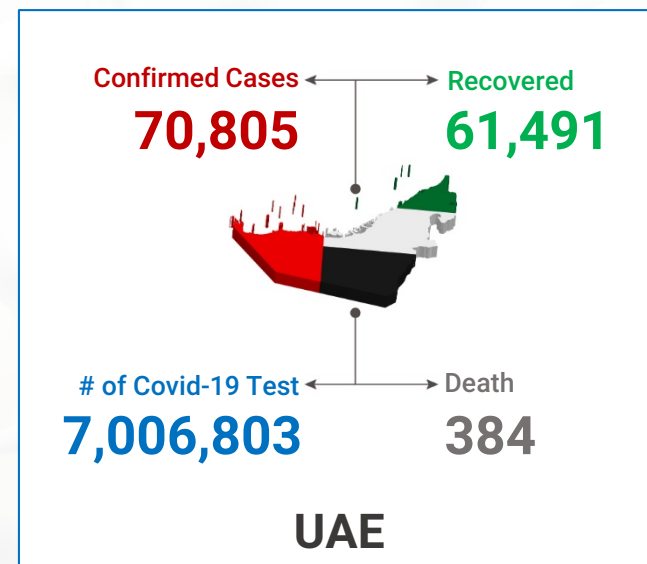 Confirmed Cases
70,805
Recovered
61,491
# of Covid-19 Test
7,006,803
Death
384
UAE